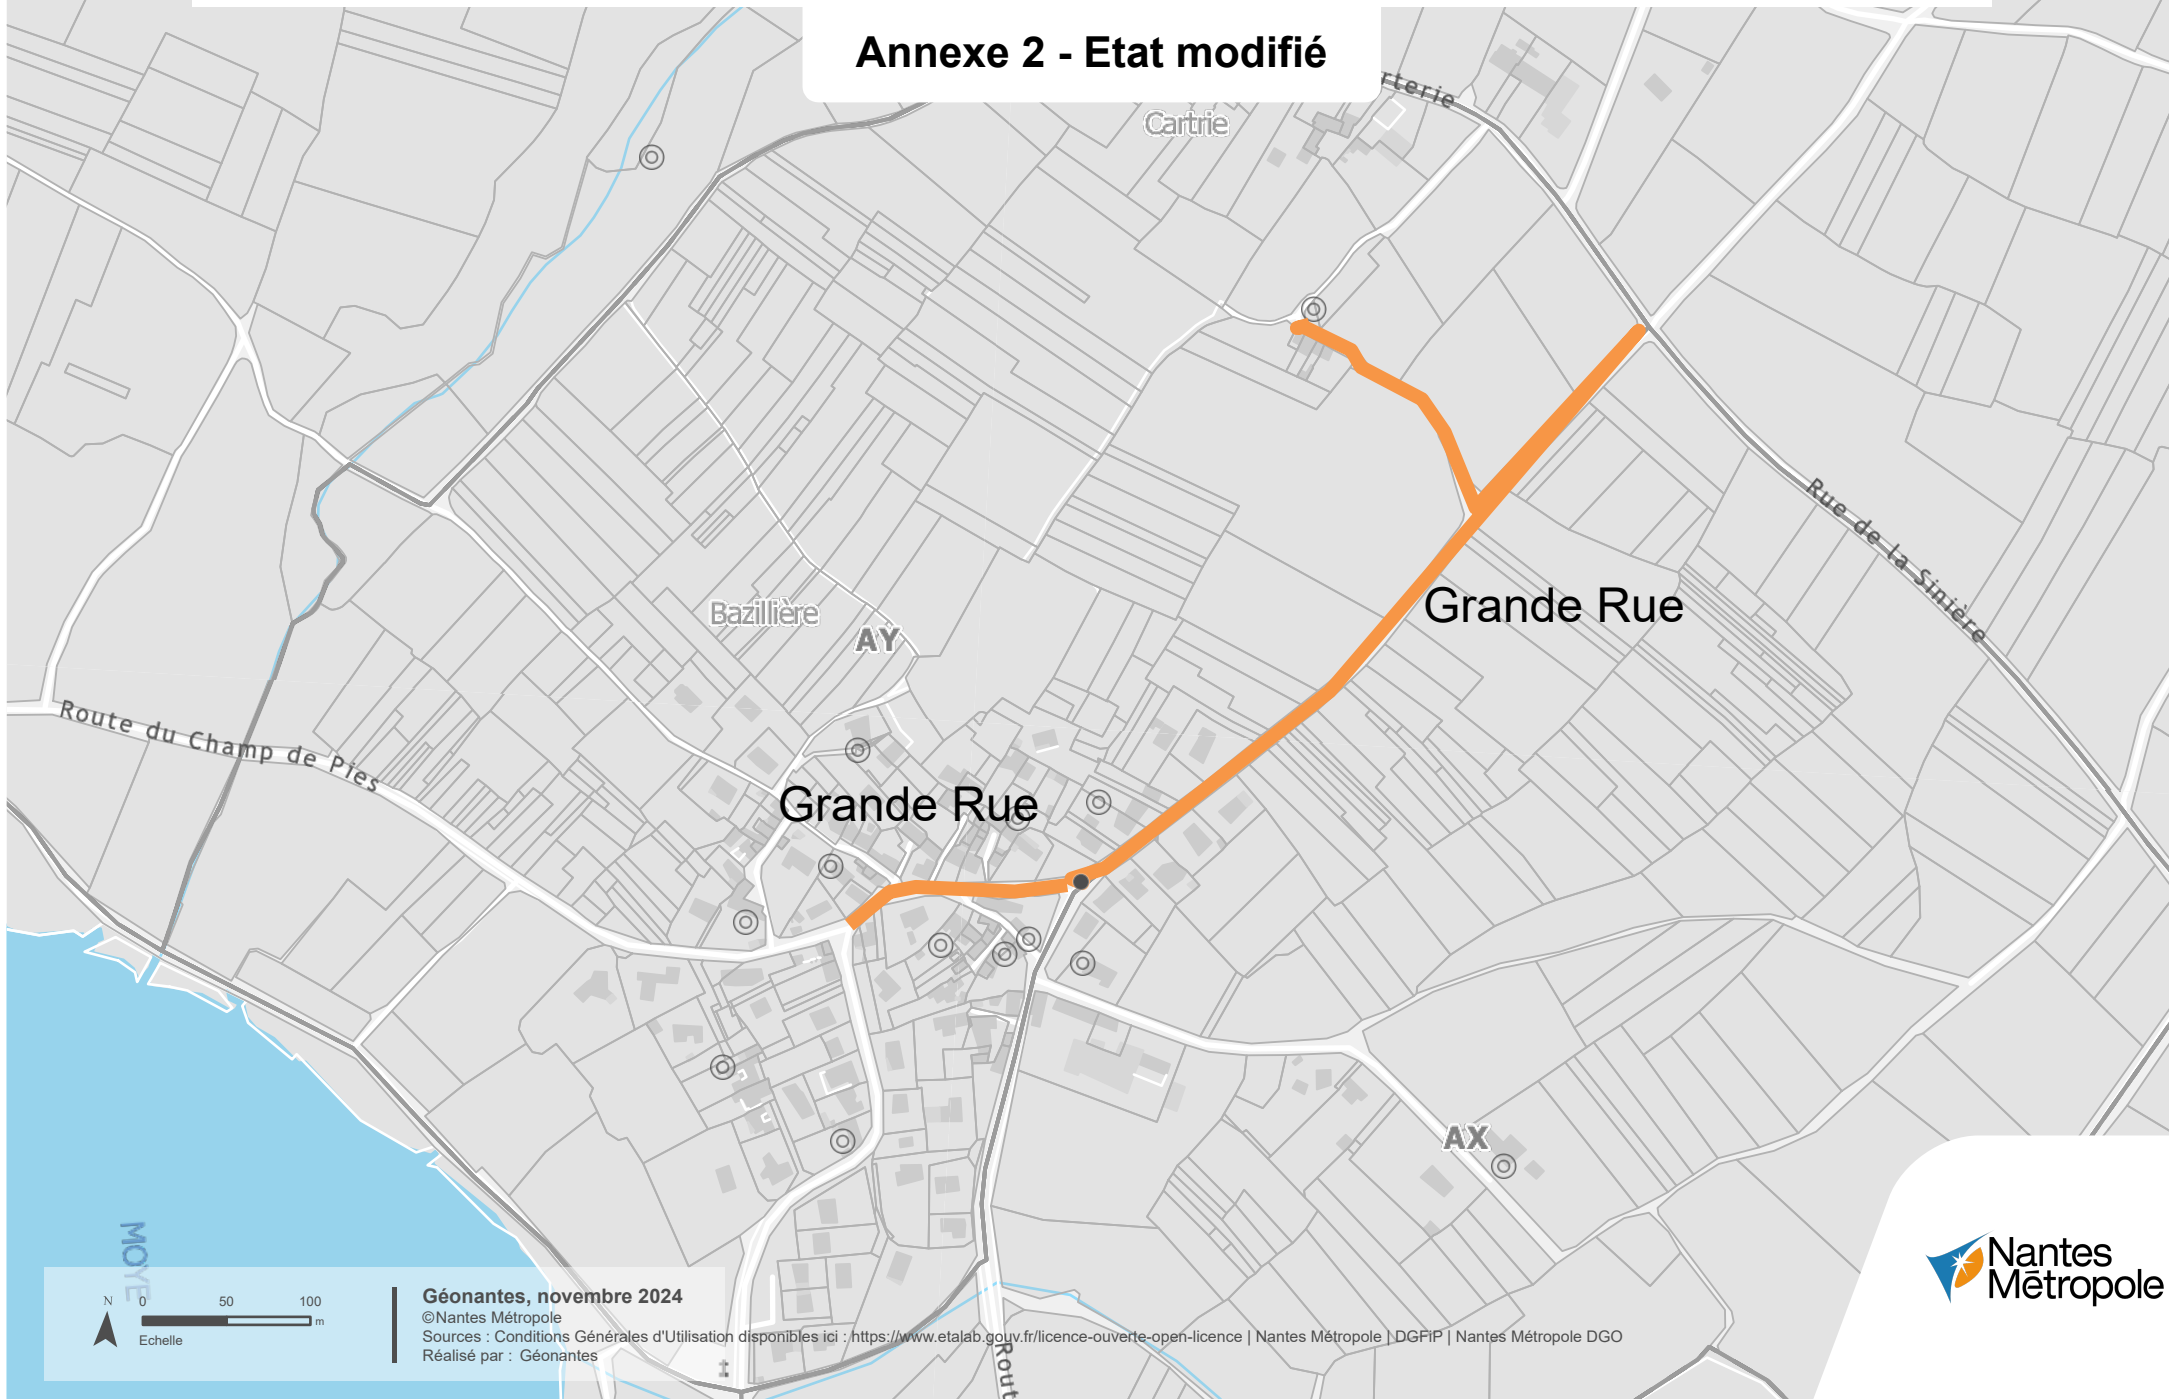 Annexe 2 - Etat modifié
rterie
Cartrie
Rue de la Sinière
Grande Rue
Bazillière
AY
Route du Champ de Pies
Grande Rue
AX
MOYE
N
0 50 100
m
Echelle
Géonantes, novembre 2024
©Nantes Métropole
Sources : Conditions Générales d'Utilisation disponibles ici : https://www.etalab.gouv.fr/licence-ouverte-open-licence | Nantes Métropole | DGFiP | Nantes Métropole DGO
Réalisé par : Géonantes
Rout
Nantes
Métropole